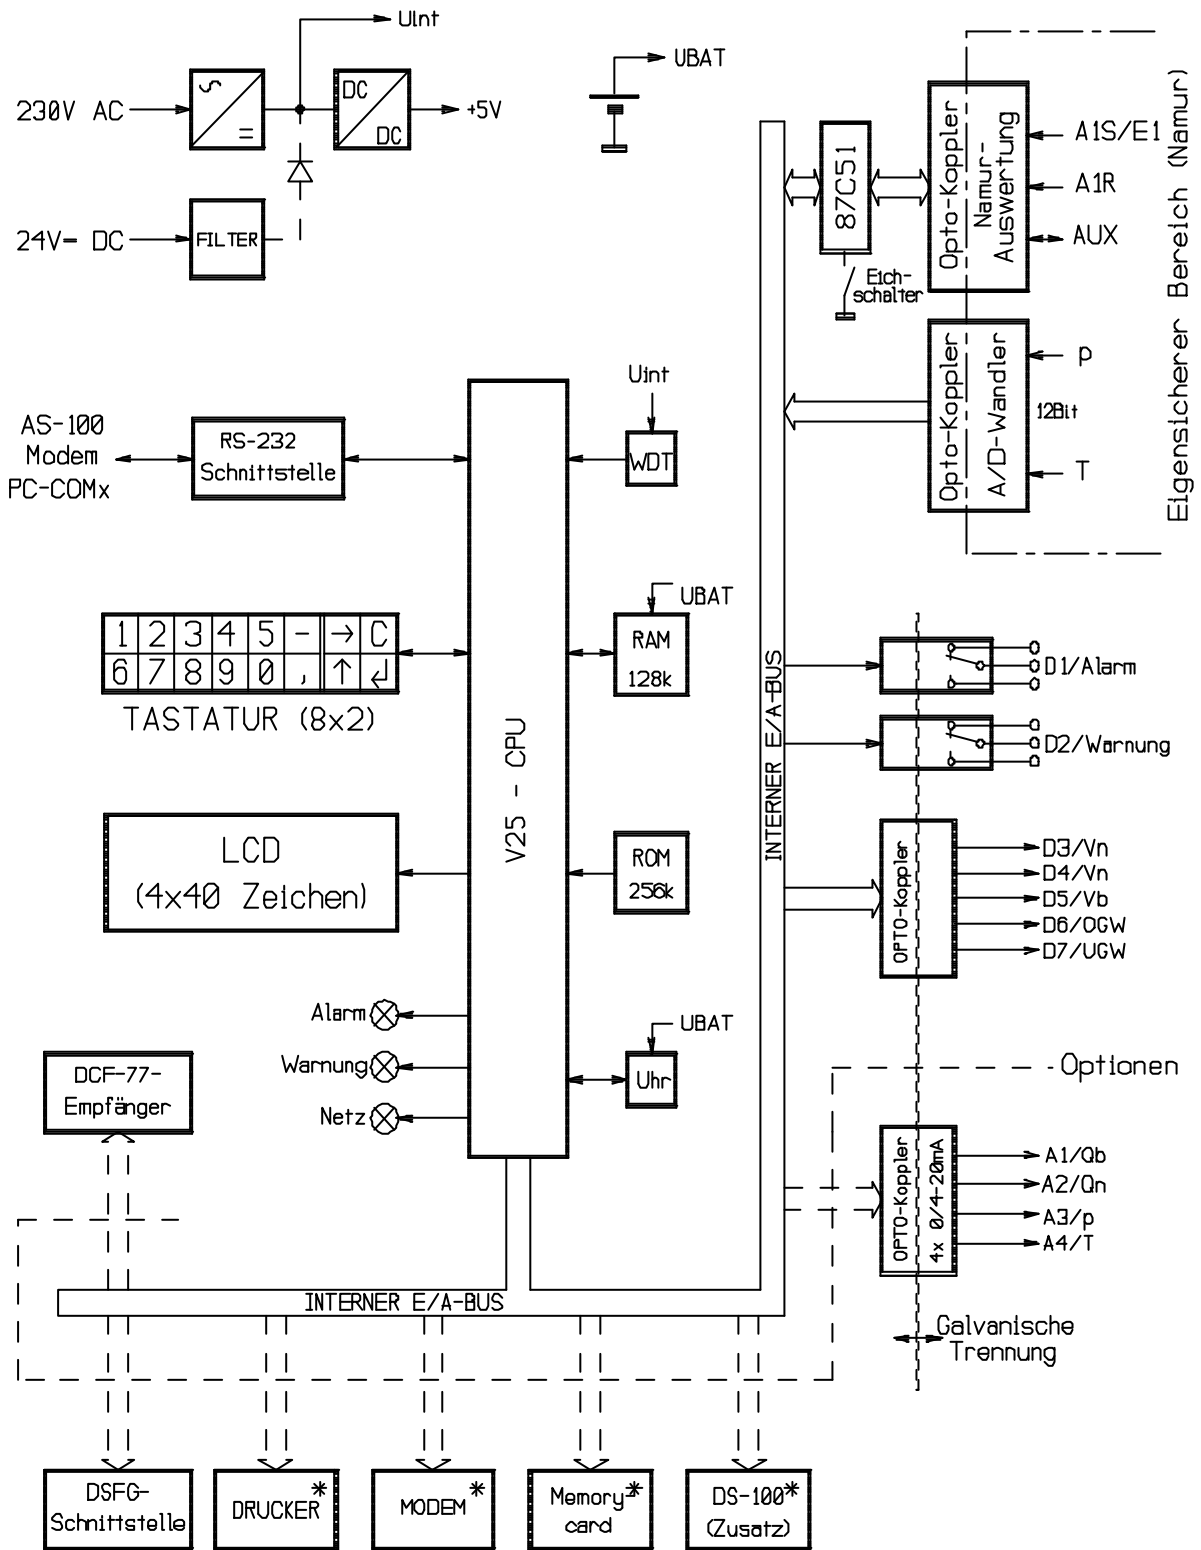 UInt
UBAT
230V AC
DC
DC
+5V
24V= DC
FILTER
87C51
Opto-Koppler
Namur-
Auswertung
A1S/E1
A1R
AUX
Eich-
schalter
Eigensicherer Bereich (Namur)
Opto-Koppler
A/D-Wandler
p
12Bit
T
AS-100
Modem
PC-COMx
RS-232
Schnittstelle
Uint
WDT
V25 - CPU
1 2 3 4 5 - → C
6 7 8 9 0 , ↑ ↵
TASTATUR (8x2)
UBAT
RAM
128k
INTERNER E/A-BUS
D1/Alarm
D2/Warnung
LCD
(4x40 Zeichen)
ROM
256k
OPTO-Koppler
D3/Vn
D4/Vn
D5/Vb
D6/OGW
D7/UGW
Alarm
Warnung
Netz
UBAT
Uhr
Optionen
DCF-77-
Empfänger
OPTO-Koppler
4x 0/4-20mA
A1/Qb
A2/Qn
A3/p
A4/T
INTERNER E/A-BUS
Galvanische
Trennung
DSFG-
Schnittstelle
DRUCKER *
MODEM *
Memory- *
card
DS-100 *
(Zusatz)